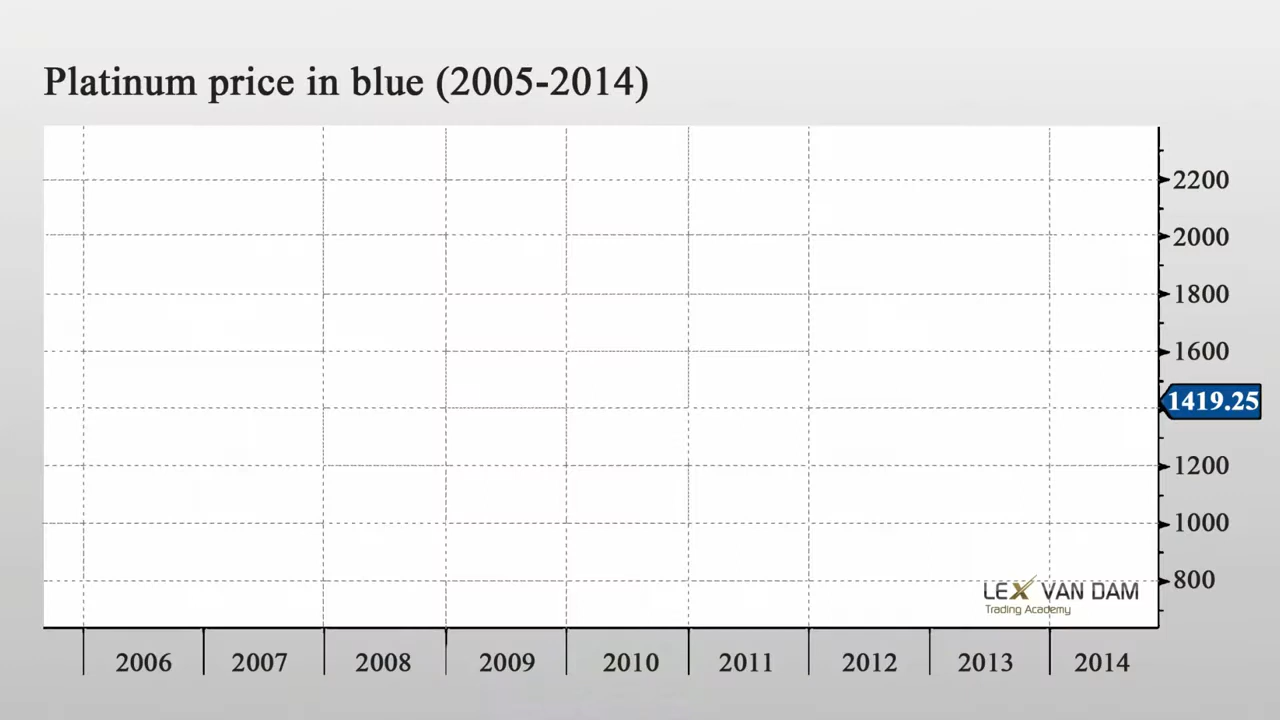 Platinum price in blue (2005-2014)
2200
2000
1800
1600
1419.25
1200
1000
800
LEX VAN DAM
Trading Academy
2006 2007 2008 2009 2010 2011 2012 2013 2014